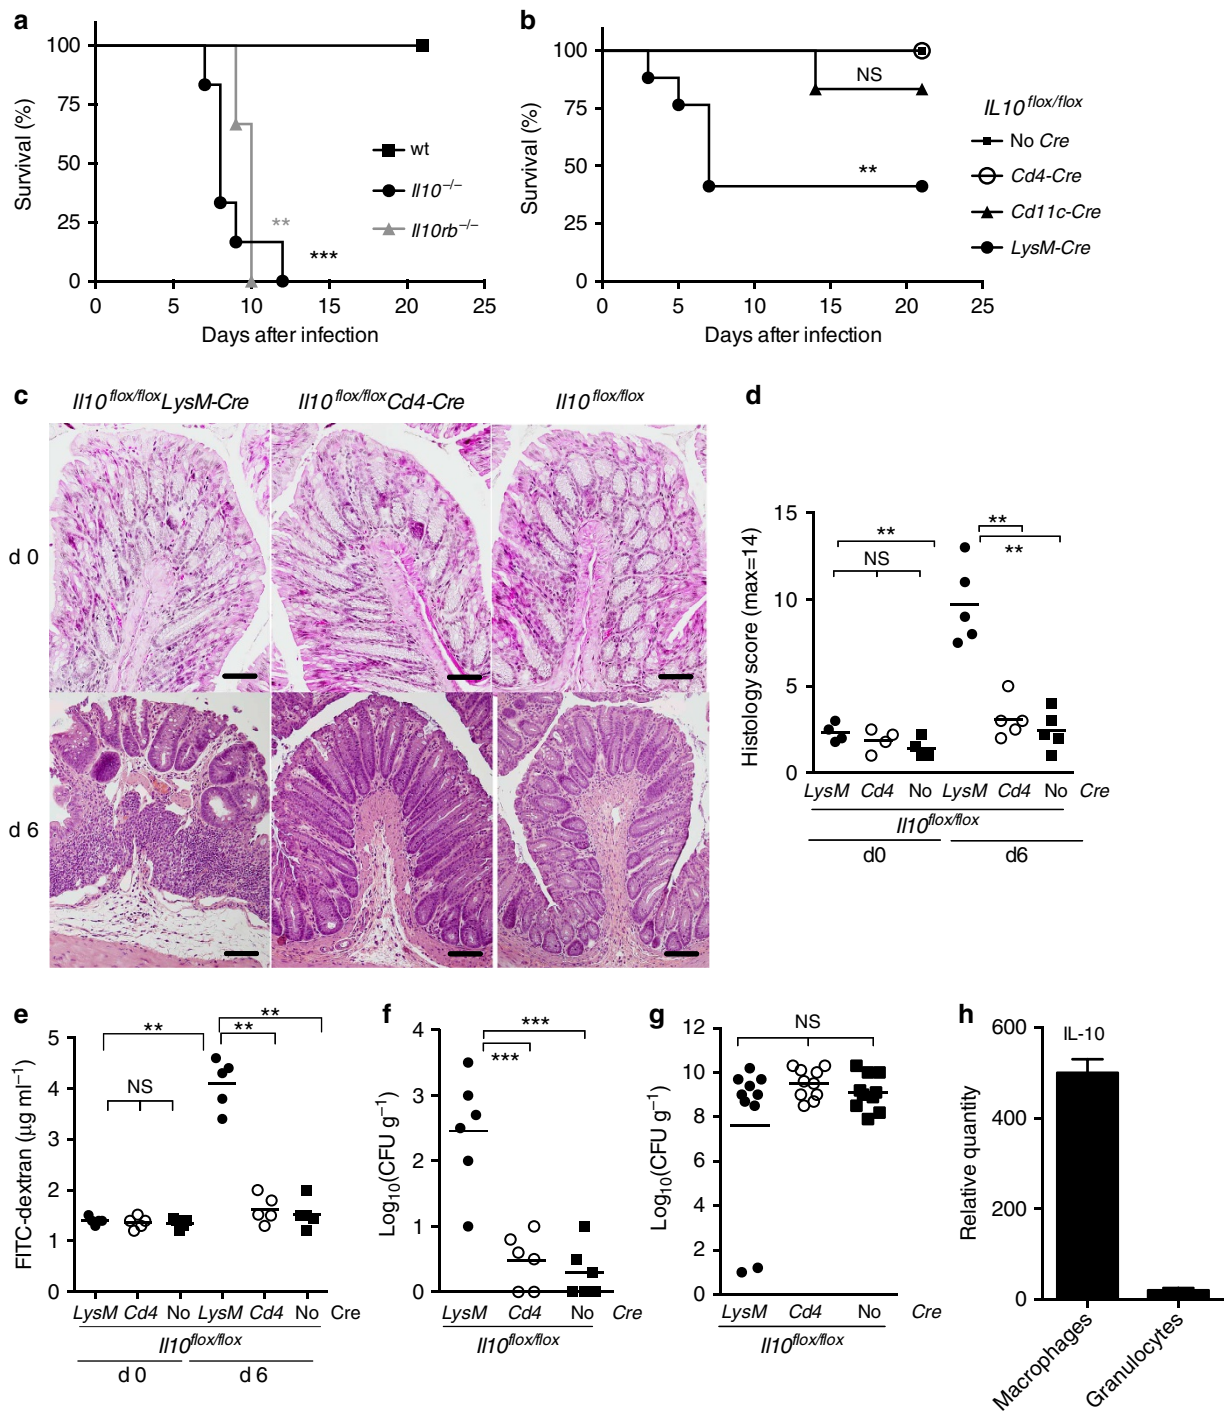 a
100
75
50
25
0
Survival (%)
0 5 10 15 20 25
Days after infection
wt
Il10–/–
Il10rb–/–
**
***
b
100
75
50
25
0
Survival (%)
0 5 10 15 20 25
Days after infection
NS
**
IL10flox/flox
No Cre
Cd4-Cre
Cd11c-Cre
LysM-Cre
c
Il10flox/floxLysM-Cre Il10flox/floxCd4-Cre Il10flox/flox
d 0
d 6
d
15
10
5
0
Histology score (max=14)
**
NS
**
**
LysM Cd4 No LysM Cd4 No Cre
Il10flox/flox
d0 d6
e
5
4
3
2
1
0
FITC-dextran (µg ml–1)
**
**
**
NS
LysM Cd4 No LysM Cd4 No Cre
Il10flox/flox
d 0 d 6
f
4
3
2
1
0
Log10(CFU g–1)
***
***
LysM Cd4 No Cre
Il10flox/flox
g
12
10
8
6
4
2
0
Log10(CFU g–1)
NS
LysM Cd4 No Cre
Il10flox/flox
h
600
400
200
0
Relative quantity
IL-10
Macrophages
Granulocytes